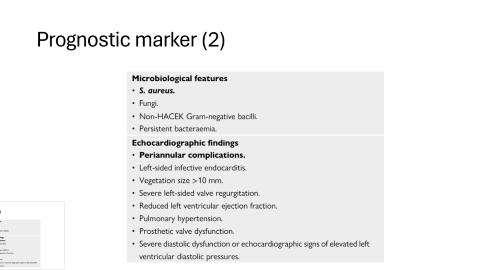 Prognostic marker (2)
Microbiological features
• S. aureus.
• Fungi.
• Non-HACEK Gram-negative bacilli.
• Persistent bacteraemia.
Echocardiographic findings
• Periannular complications.
• Left-sided infective endocarditis.
• Vegetation size >10 mm.
• Severe left-sided valve regurgitation.
• Reduced left ventricular ejection fraction.
• Pulmonary hypertension.
• Prosthetic valve dysfunction.
• Severe diastolic dysfunction or echocardiographic signs of elevated left
ventricular diastolic pressures.